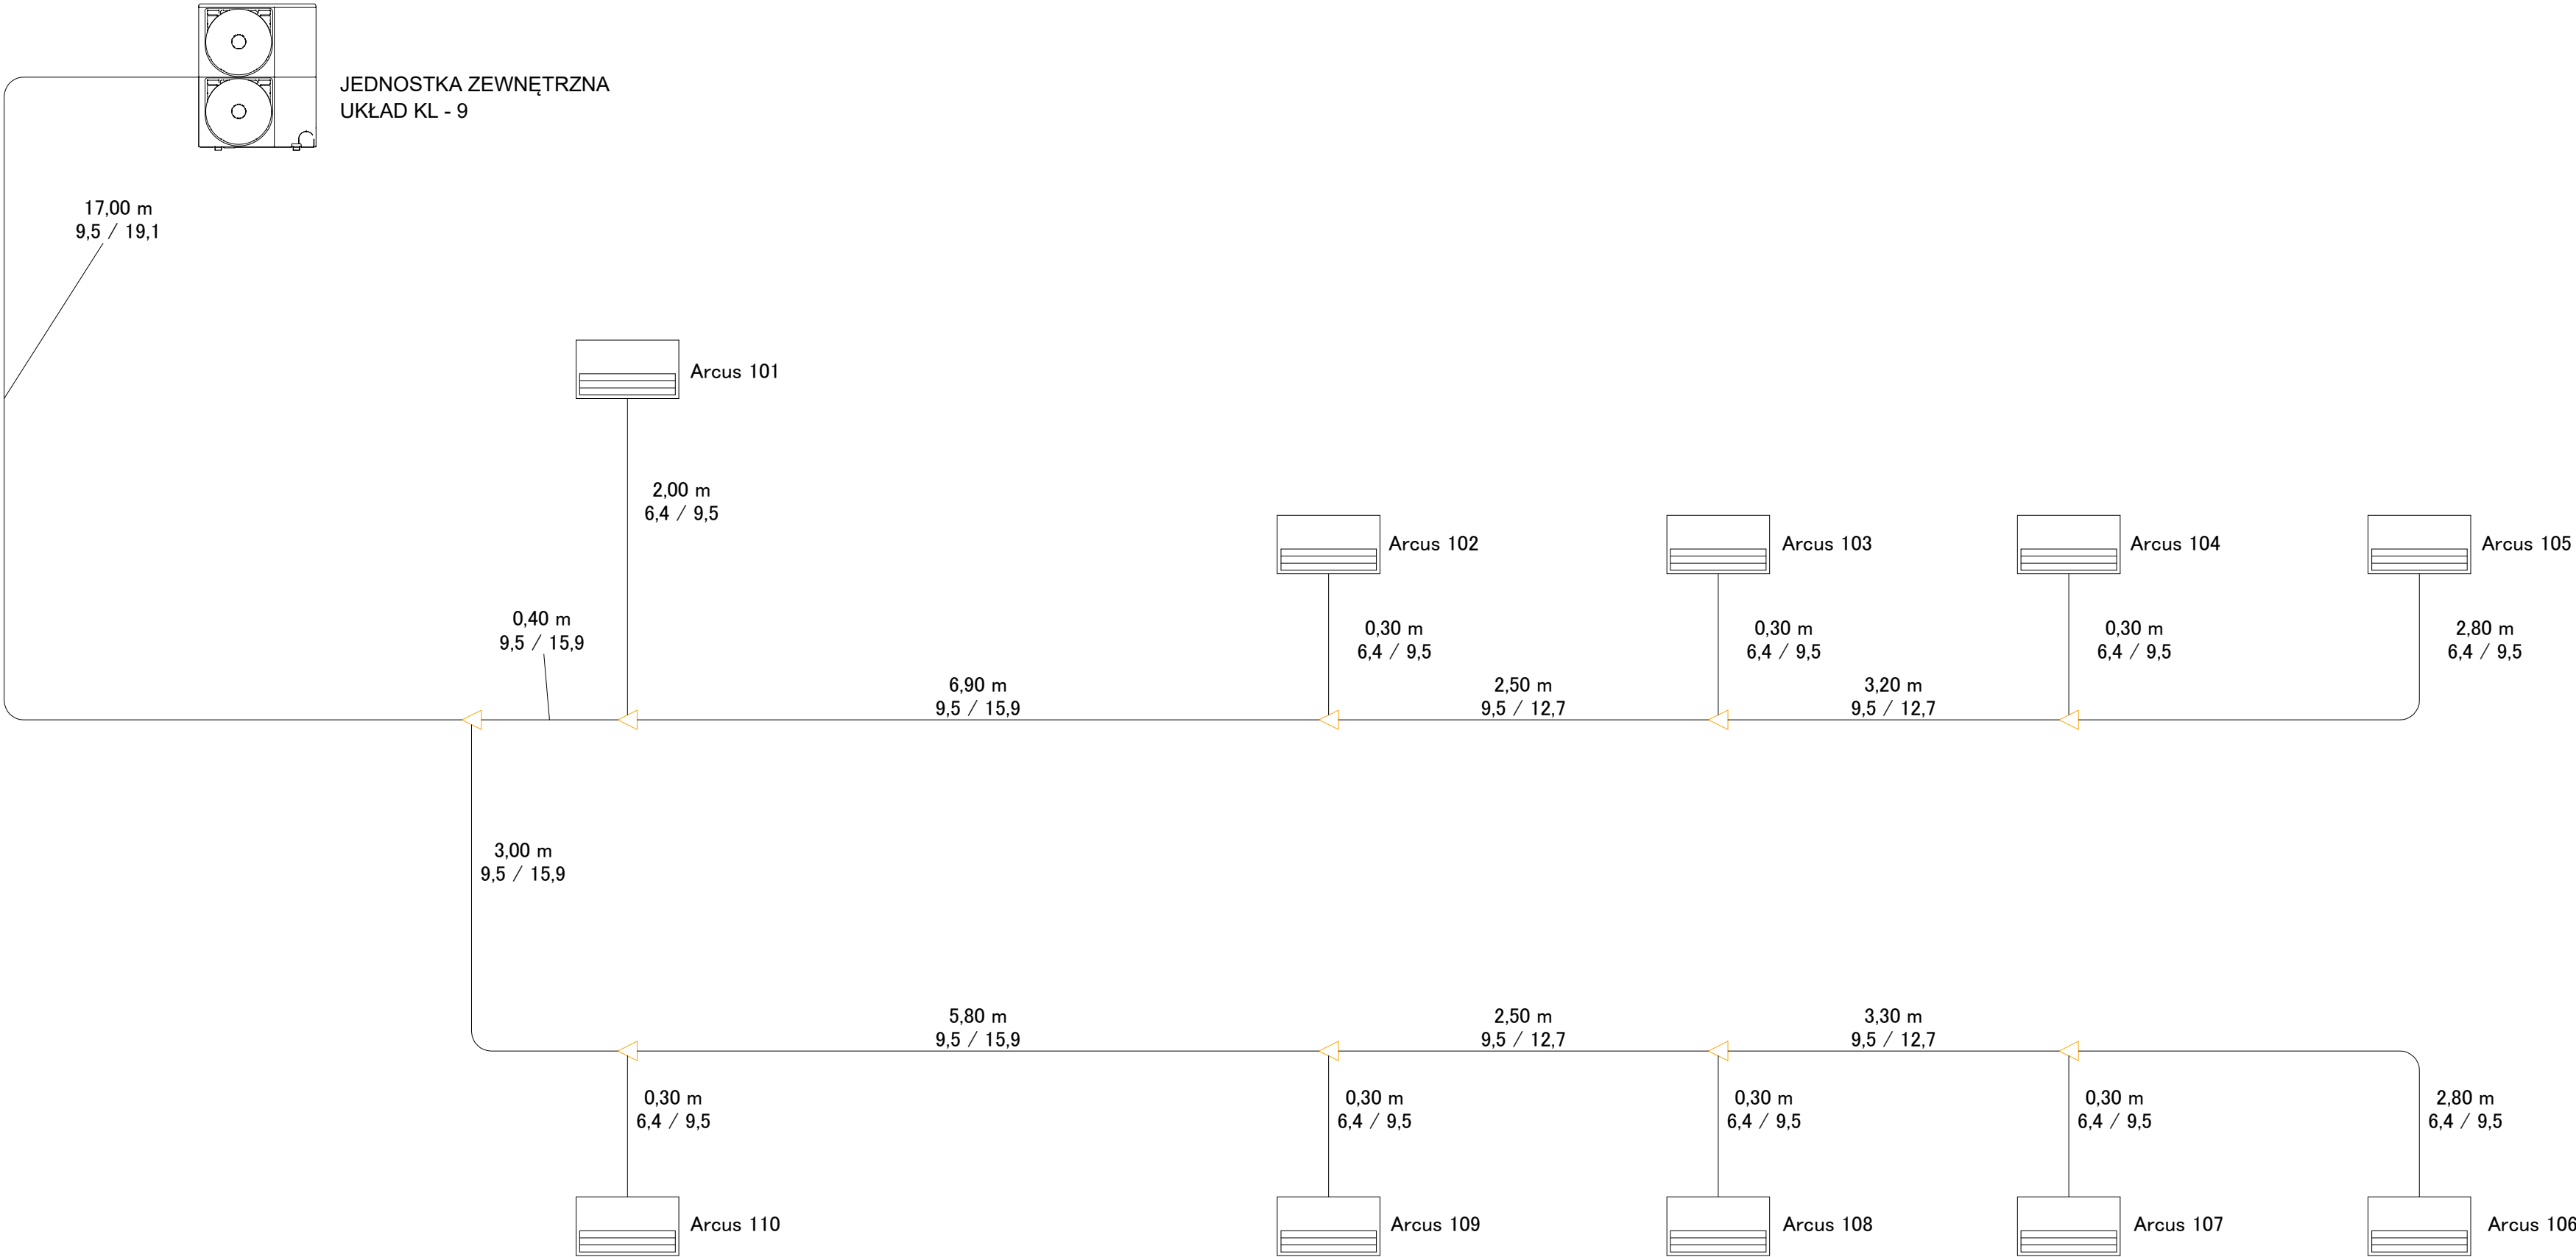 JEDNOSTKA ZEWNĘTRZNA
UKŁAD KL - 9
17,00 m
9,5 / 19,1
Arcus 101
2,00 m
6,4 / 9,5
Arcus 102
Arcus 103
Arcus 104
Arcus 105
0,40 m
9,5 / 15,9
0,30 m
6,4 / 9,5
0,30 m
6,4 / 9,5
0,30 m
6,4 / 9,5
2,80 m
6,4 / 9,5
6,90 m
9,5 / 15,9
2,50 m
9,5 / 12,7
3,20 m
9,5 / 12,7
3,00 m
9,5 / 15,9
5,80 m
9,5 / 15,9
2,50 m
9,5 / 12,7
3,30 m
9,5 / 12,7
0,30 m
6,4 / 9,5
0,30 m
6,4 / 9,5
0,30 m
6,4 / 9,5
0,30 m
6,4 / 9,5
2,80 m
6,4 / 9,5
Arcus 110
Arcus 109
Arcus 108
Arcus 107
Arcus 106